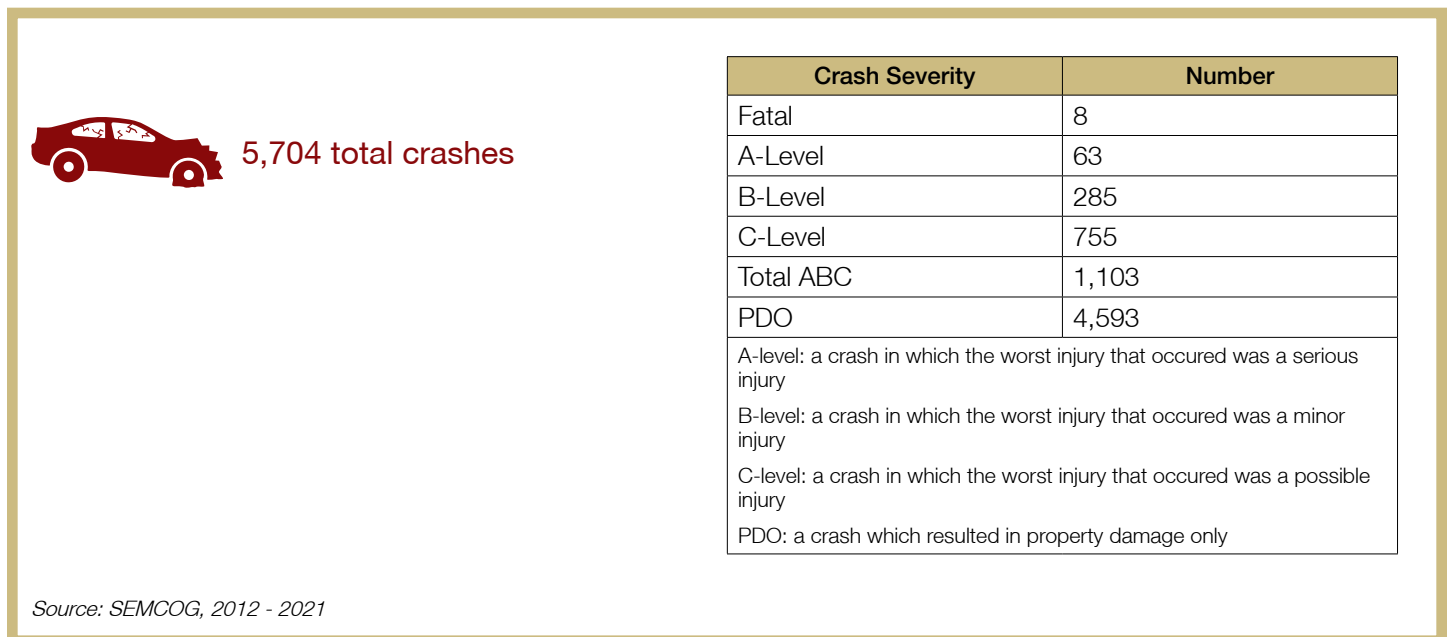 5,704 total crashes
Crash Severity Number
Fatal 8
A-Level 63
B-Level 285
C-Level 755
Total ABC 1,103
PDO 4,593
A-level: a crash in which the worst injury that occured was a serious
injury
B-level: a crash in which the worst injury that occured was a minor
injury
C-level: a crash in which the worst injury that occured was a possible
injury
PDO: a crash which resulted in property damage only
Source: SEMCOG, 2012 - 2021